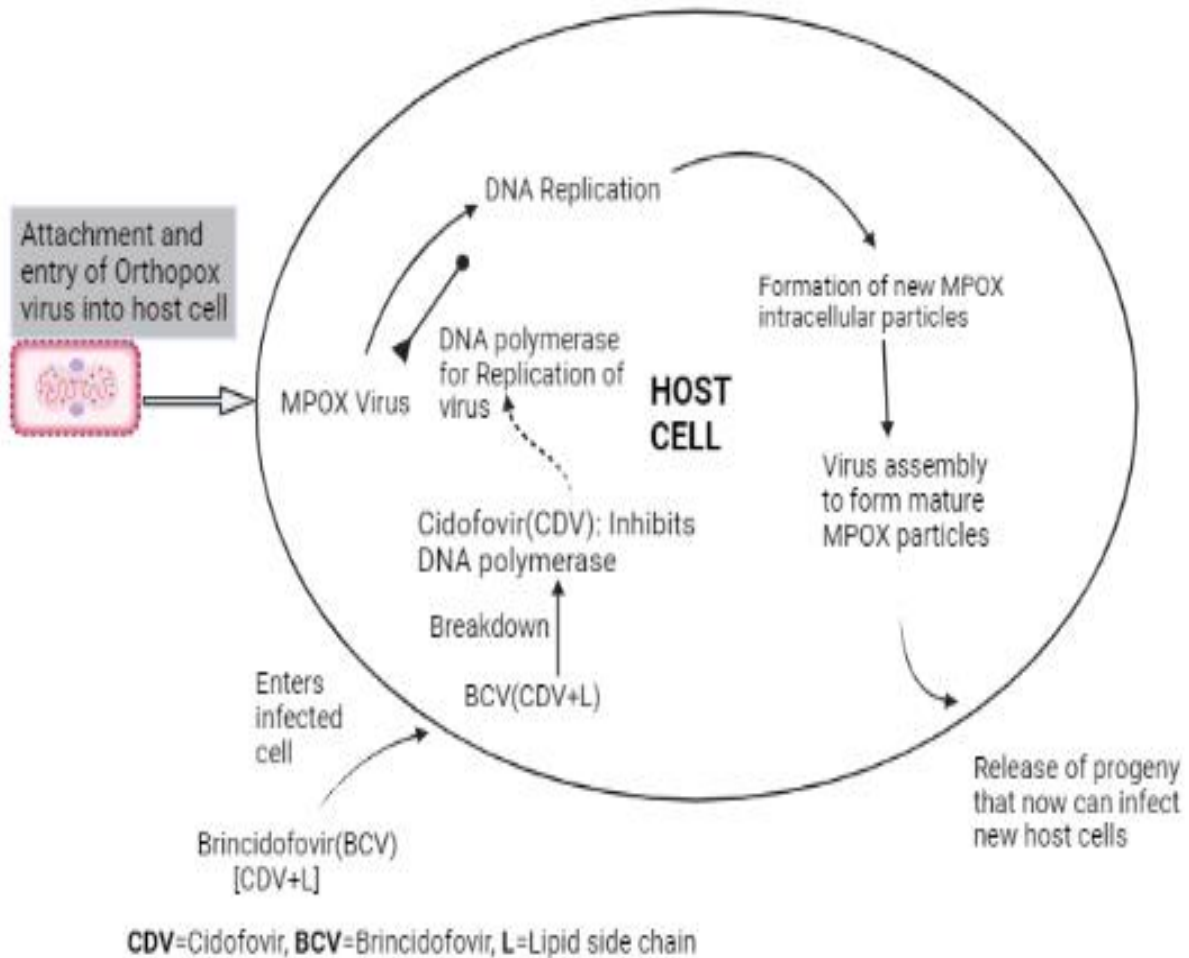 Attachment and
entry of Orthopox
virus into host cell
DNA Replication
Formation of new MPOX
intracellular particles
DNA polymerase
for Replication of
virus
MPOX Virus
HOST
CELL
Virus assembly
to form mature
MPOX particles
Cidofovir(CDV): Inhibits
DNA polymerase
Breakdown
BCV(CDV+L)
Enters
infected
cell
Release of progeny
that now can infect
new host cells
Brincidofovir(BCV)
[CDV+L]
CDV=Cidofovir, BCV=Brincidofovir, L=Lipid side chain